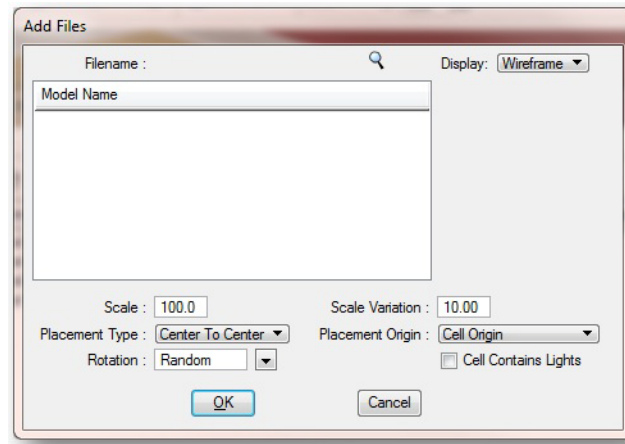 Add Files
Filename : Display: Wireframe
Model Name
Scale : 100.0 Scale Variation : 10.00
Placement Type : Center To Center Placement Origin : Cell Origin
Rotation : Random Cell Contains Lights
OK Cancel